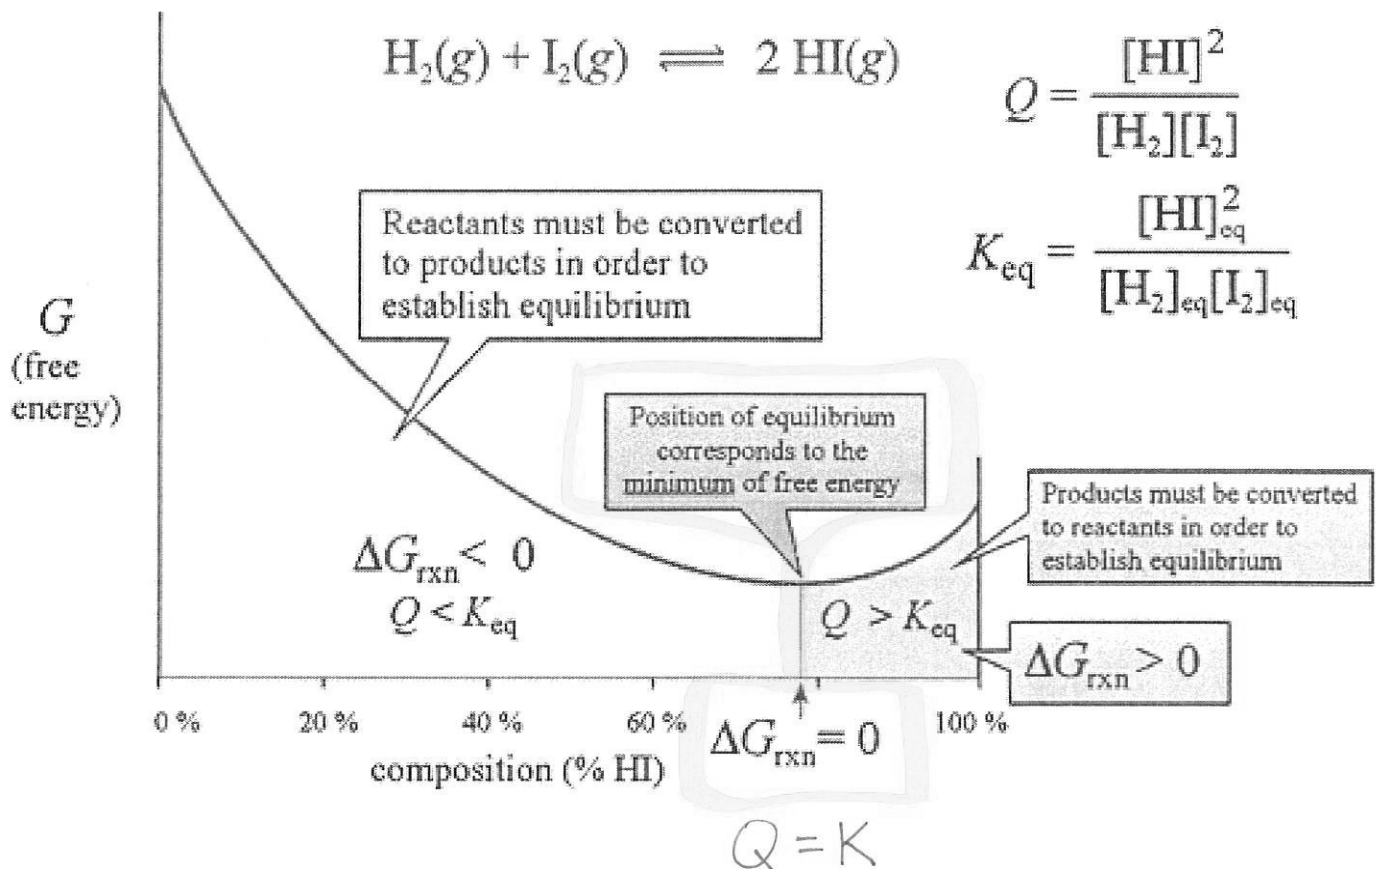 H₂(g) + I₂(g) ⇌ 2 HI(g)
Q = [HI]² / [H₂][I₂]
Keq = [HI]²eq / [H₂]eq[I₂]eq
Reactants must be converted
to products in order to
establish equilibrium
G
(free
energy)
Position of equilibrium
corresponds to the
minimum of free energy
Products must be converted
to reactants in order to
establish equilibrium
ΔGrxn < 0
Q < Keq
Q > Keq
ΔGrxn > 0
0 % 20 % 40 % 60 % 100 %
ΔGrxn = 0
composition (% HI)
Q = K